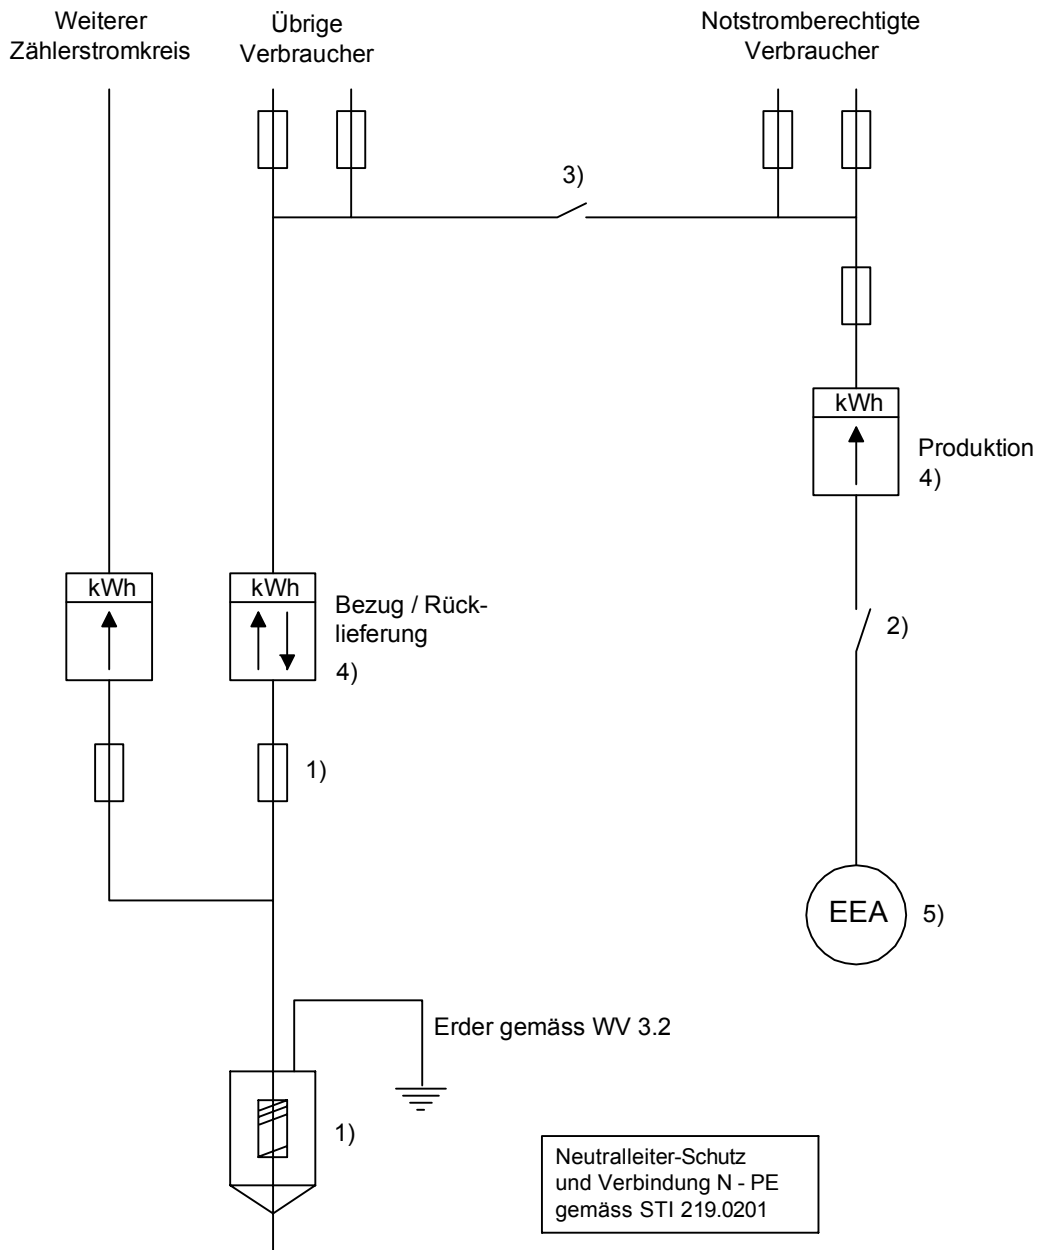 Weiterer
Zählerstromkreis
Übrige
Verbraucher
Notstromberechtigte
Verbraucher
3)
kWh
Produktion
4)
kWh
kWh
Bezug / Rück-
lieferung
4)
2)
1)
EEA
5)
Erder gemäss WV 3.2
1)
Neutralleiter-Schutz
und Verbindung N - PE
gemäss STI 219.0201